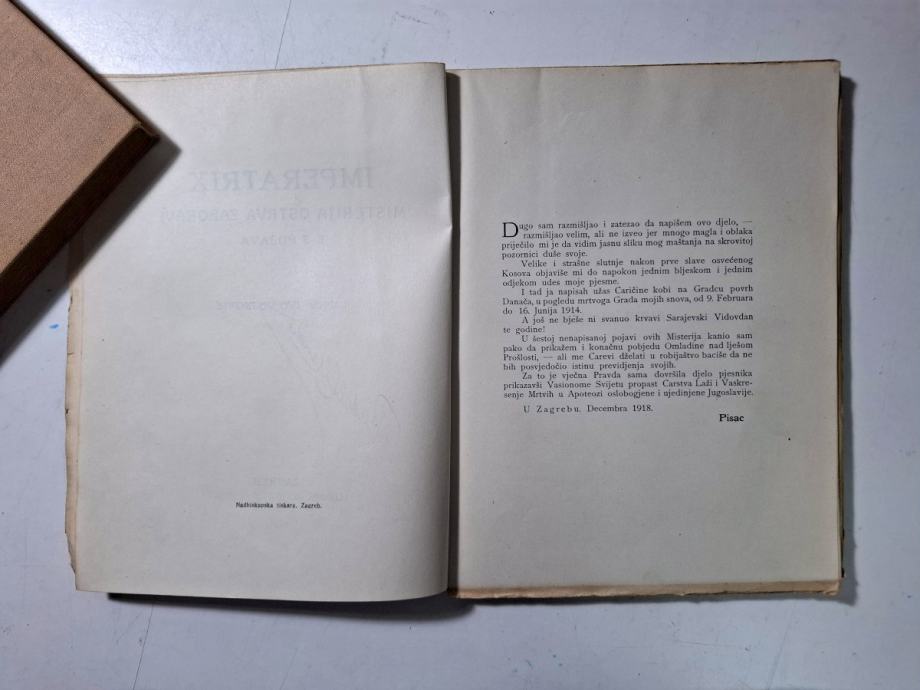 IMPERATRIX
MISTERIJA OSTRVA ZABORAVI
Nadbiskupska tiskara, Zagreb.
Dugo sam razmišljao i zatezao da napišem ovo djelo, —
razmišljao velim, ali ne izveo jer mnogo magla i oblaka
priječilo mi je da vidim jasnu sliku mog maštanja na skrovitoj
pozornici duše svoje.
Velike i strašne slutnje nakon prve slave osvećenog
Kosova objaviše mi do napokon jednim bljeskom i jednim
odjekom udes moje pjesme.
I tad ja napisah užas Caričine kobi na Gradcu povrh
Danača, u pogledu mrtvoga Grada mojih snova, od 9. Februara
do 16. Junija 1914.
A još ne bješe ni svanuo krvavi Sarajevski Vidovdan
te godine!
U šestoj nenapisanoj pojavi ovih Misterija kanio sam
pako da prikažem i konačnu pobjedu Omladine nad lješom
Prošlosti, — ali me Carevi dželati u robijaštvo baciše da ne
bih posvjedočio istinu previdjenja svojih.
Za to je vječna Pravda sama dovršila djelo pjesnika
prikazavši Vasionome Svijetu propast Carstva Laži i Vaskre-
senje Mrtvih u Apoteozi oslobogjene i ujedinjene Jugoslavije.
U Zagrebu. Decembra 1918.
Pisac